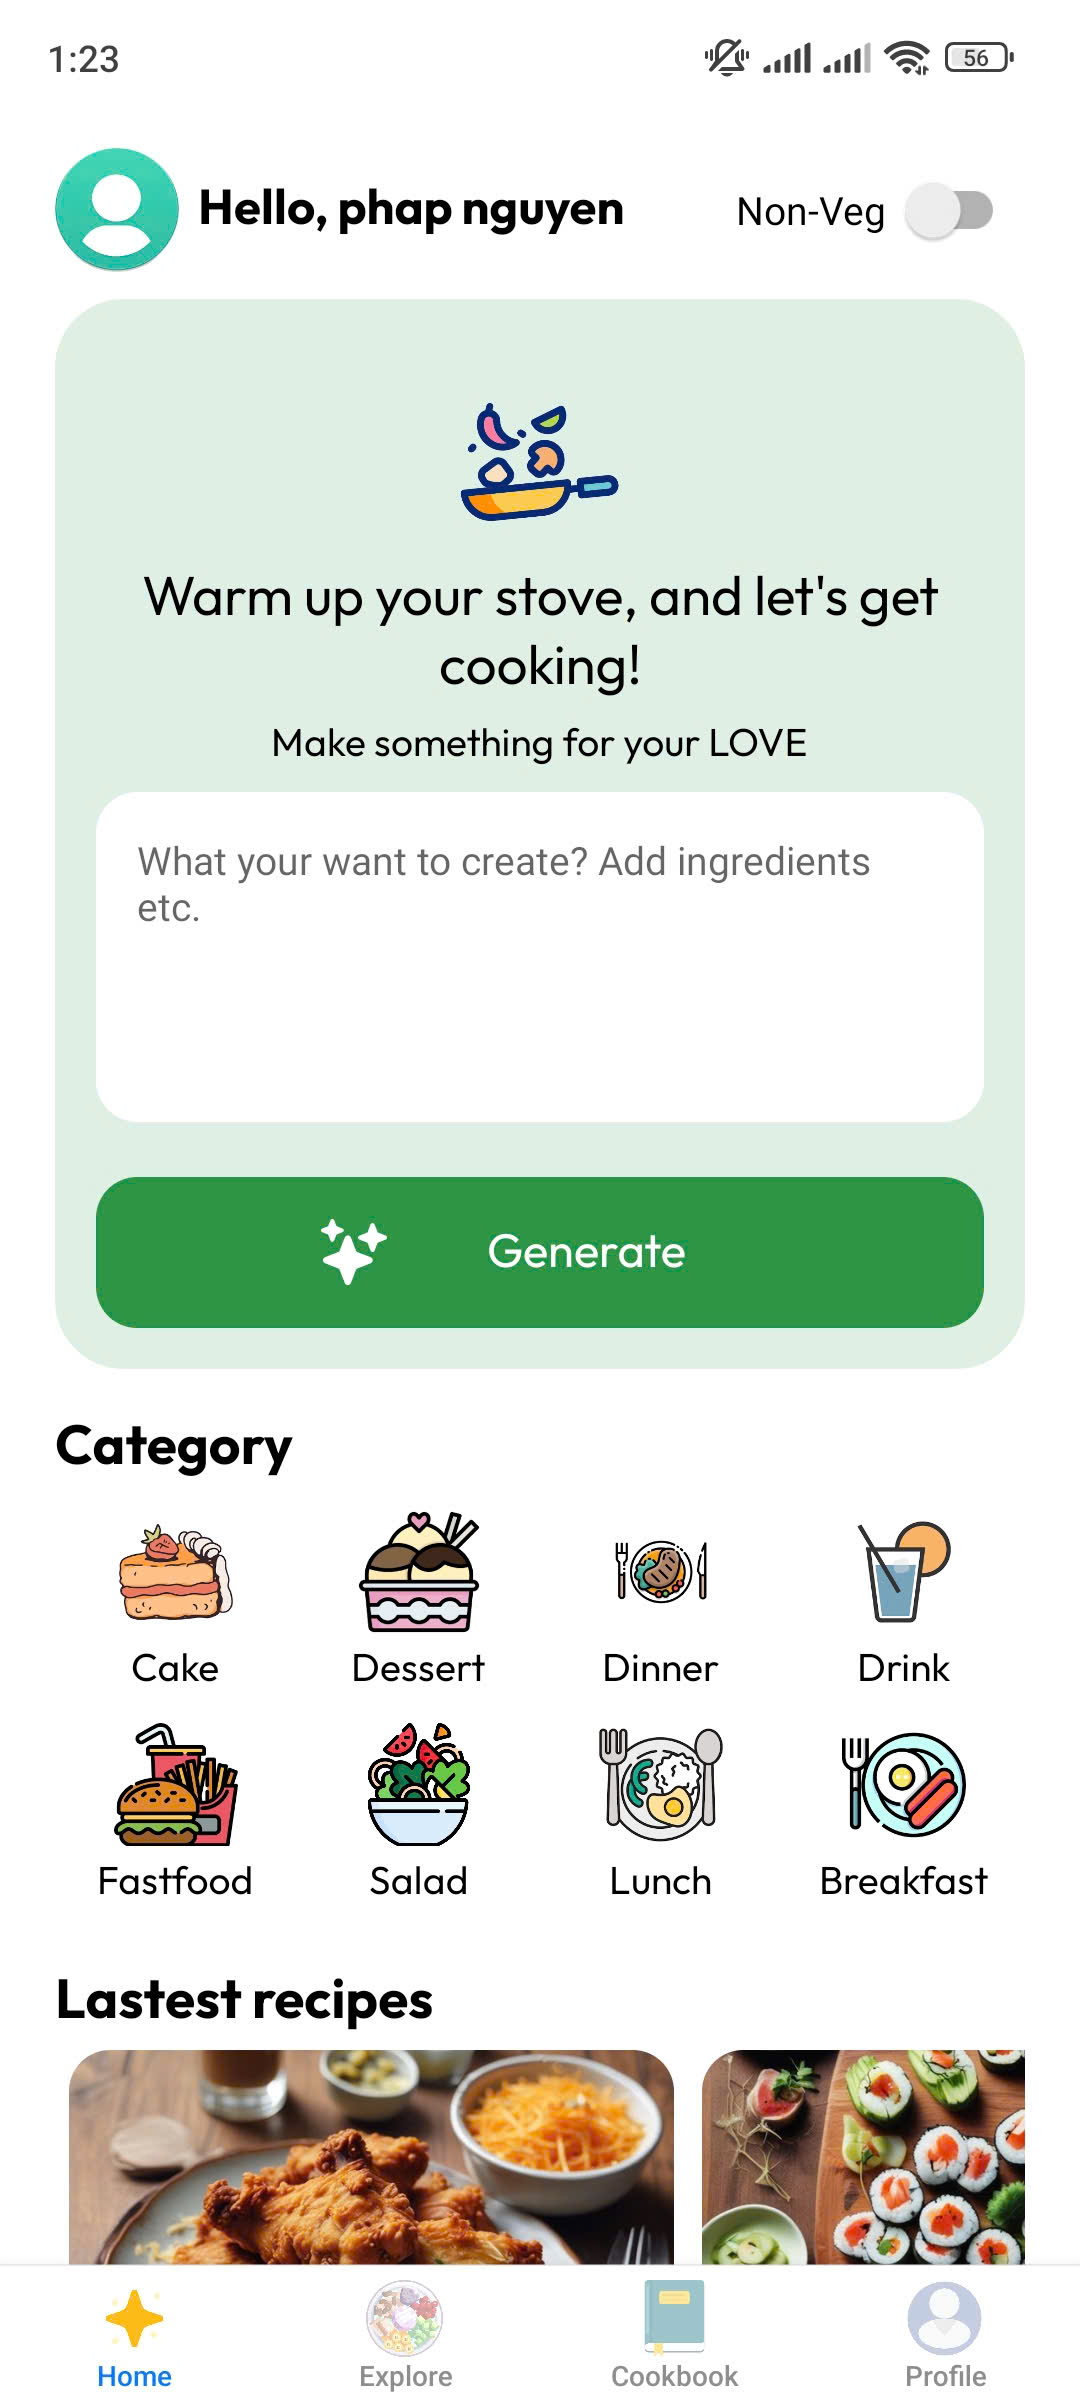 1:23
56
Hello, phap nguyen
Non-Veg
Warm up your stove, and let's get
cooking!
Make something for your LOVE
What your want to create? Add ingredients
etc.
Generate
Category
Cake
Dessert
Dinner
Drink
Fastfood
Salad
Lunch
Breakfast
Lastest recipes
Home
Explore
Cookbook
Profile